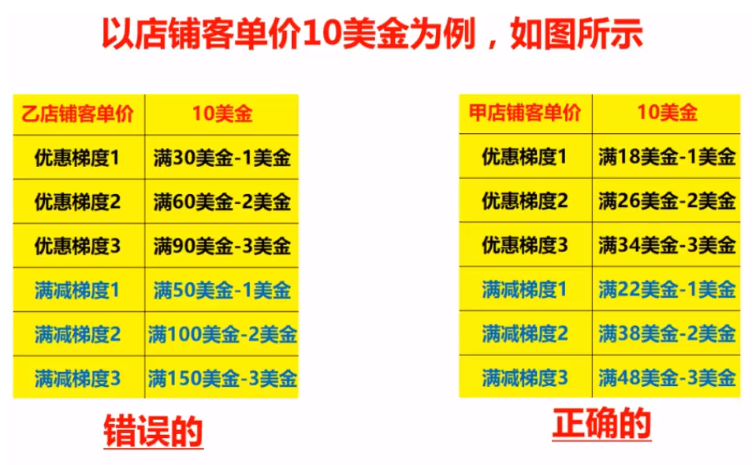 以店铺客单价10美金为例，如图所示
乙店铺客单价 10美金
优惠梯度1 满30美金-1美金
优惠梯度2 满60美金-2美金
优惠梯度3 满90美金-3美金
满减梯度1 满50美金-1美金
满减梯度2 满100美金-2美金
满减梯度3 满150美金-3美金
错误的
甲店铺客单价 10美金
优惠梯度1 满18美金-1美金
优惠梯度2 满26美金-2美金
优惠梯度3 满34美金-3美金
满减梯度1 满22美金-1美金
满减梯度2 满38美金-2美金
满减梯度3 满48美金-3美金
正确的